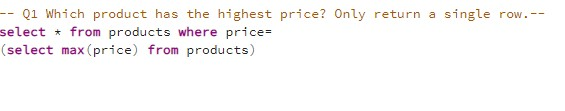 -- Q1 Which product has the highest price? Only return a single row.--
select * from products where price=
(select max(price) from products)